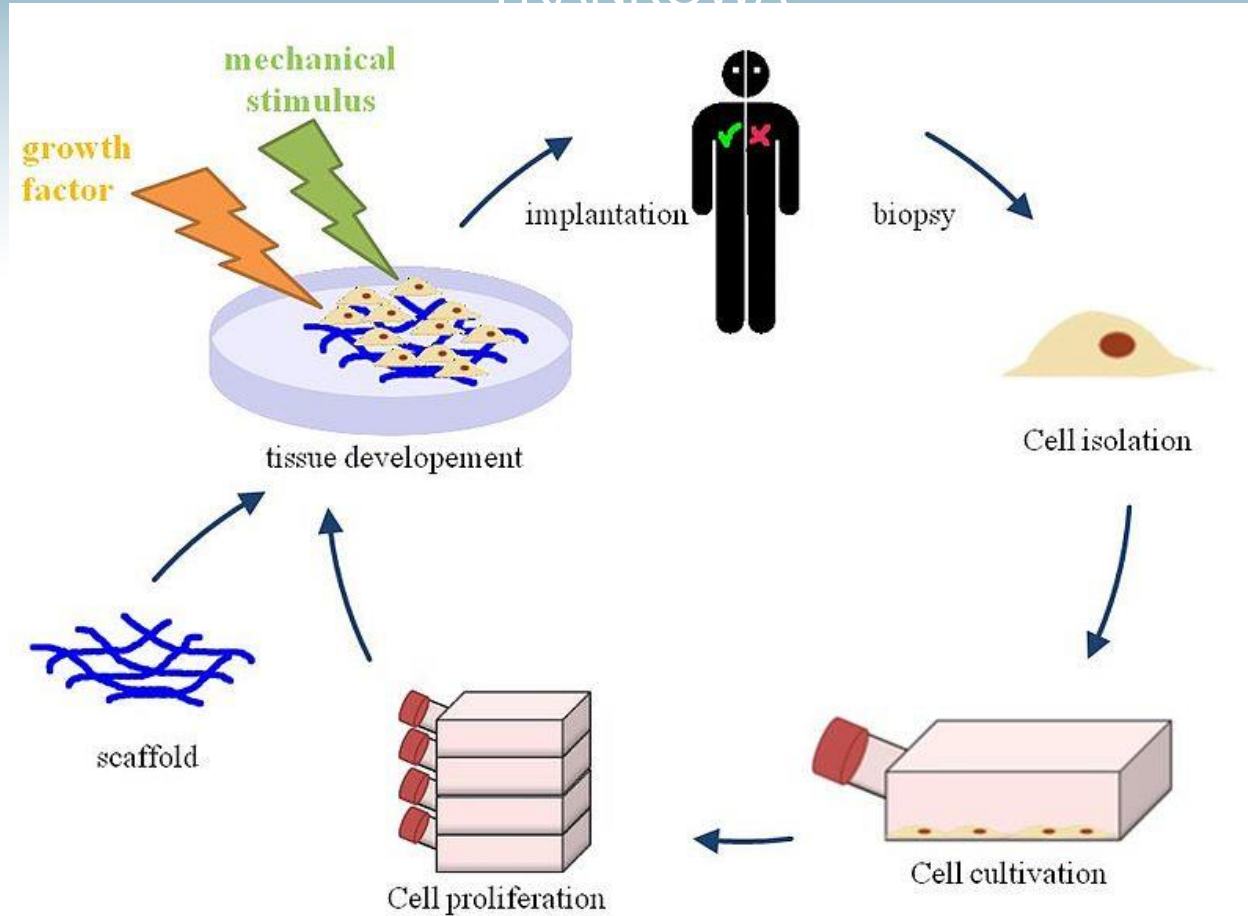 mechanical
stimulus
growth
factor
implantation
biopsy
Cell isolation
tissue developement
scaffold
Cell proliferation
Cell cultivation